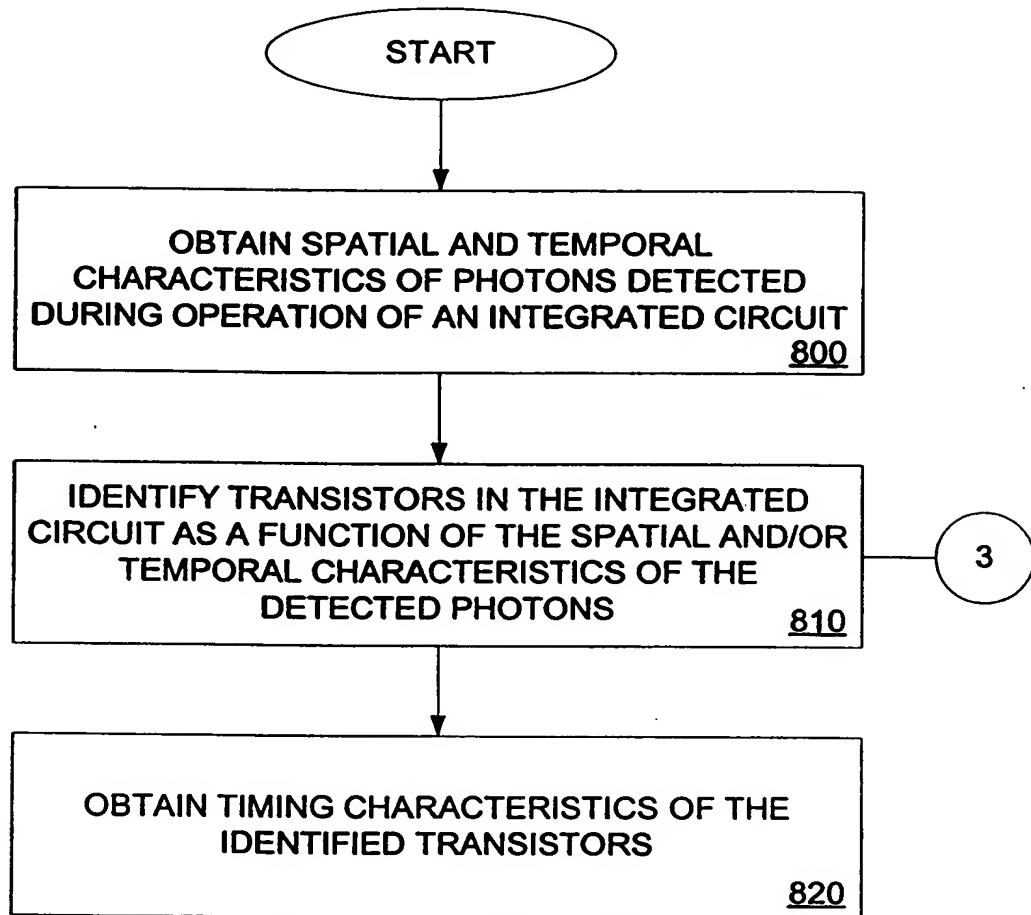 START
OBTAIN SPATIAL AND TEMPORAL
CHARACTERISTICS OF PHOTONS DETECTED
DURING OPERATION OF AN INTEGRATED CIRCUIT
800
IDENTIFY TRANSISTORS IN THE INTEGRATED
CIRCUIT AS A FUNCTION OF THE SPATIAL AND/OR
TEMPORAL CHARACTERISTICS OF THE
DETECTED PHOTONS
810
3
OBTAIN TIMING CHARACTERISTICS OF THE
IDENTIFIED TRANSISTORS
820